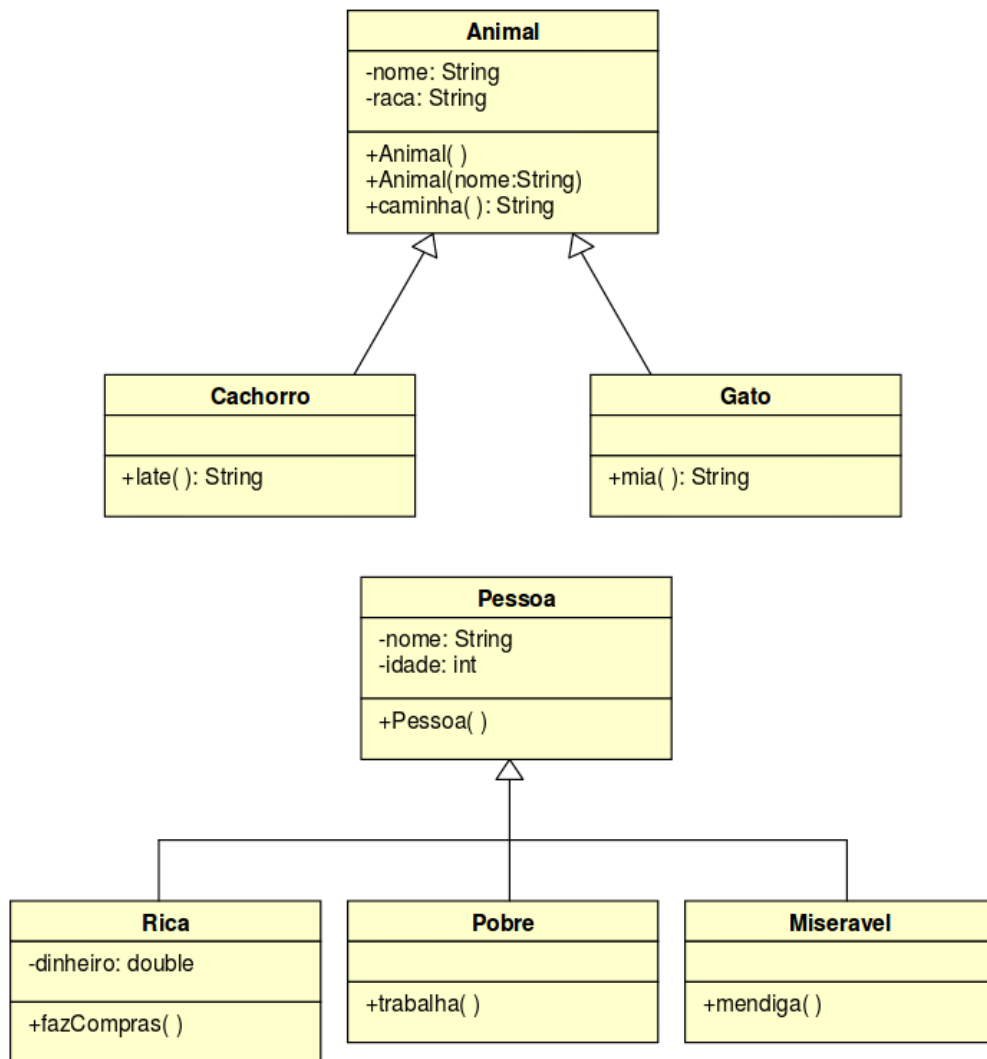 Animal
-nome: String
-raca: String
+Animal( )
+Animal(nome:String)
+caminha( ): String
Cachorro
+late( ): String
Gato
+mia( ): String
Pessoa
-nome: String
-idade: int
+Pessoa( )
Rica
-dinheiro: double
+fazCompras( )
Pobre
+trabalha( )
Miseravel
+mendiga( )